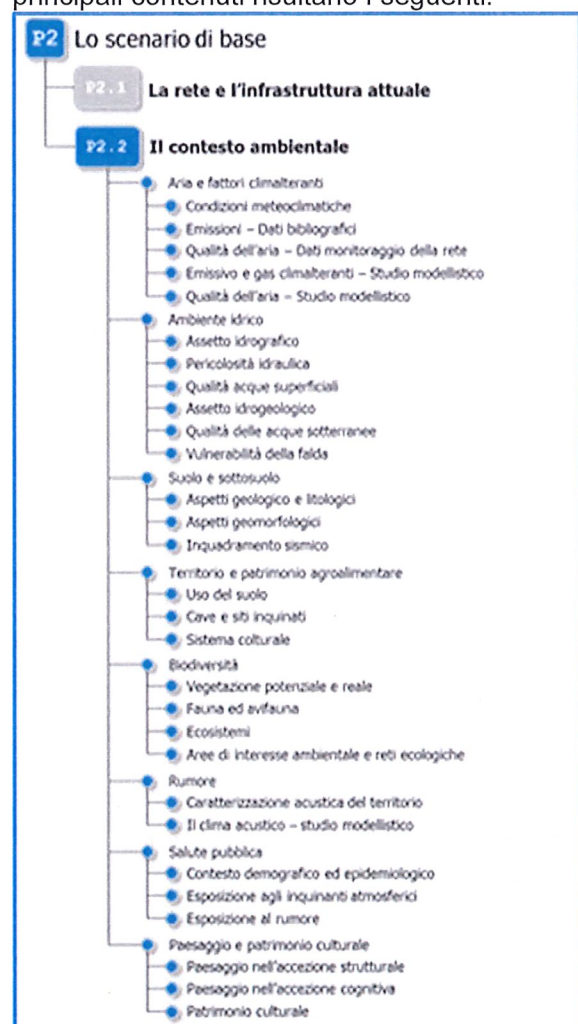 principali contenuti risultano i seguenti:
P2 Lo scenario di base
P2.1 La rete e l'infrastruttura attuale
P2.2 Il contesto ambientale
Aria e fattori climalteranti
Condizioni meteoclimatiche
Emissioni – Dati bibliografici
Qualità dell'aria – Dati monitoraggio della rete
Emissivo e gas climalteranti – Studio modellistico
Qualità dell'aria – Studio modellistico
Ambiente idrico
Assetto idrografico
Pericolosità idraulica
Qualità acque superficiali
Assetto idrogeologico
Qualità delle acque sotterranee
Vulnerabilità della falda
Suolo e sottosuolo
Aspetti geologico e litologici
Aspetti geomorfologici
Inquadramento sismico
Territorio e patrimonio agroalimentare
Uso del suolo
Cave e siti inquinati
Sistema colturale
Biodiversità
Vegetazione potenziale e reale
Fauna ed avifauna
Ecosistemi
Aree di interesse ambientale e reti ecologiche
Rumore
Caratterizzazione acustica del territorio
Il clima acustico – studio modellistico
Salute pubblica
Contesto demografico ed epidemiologico
Esposizione agli inquinanti atmosferici
Esposizione al rumore
Paesaggio e patrimonio culturale
Paesaggio nell'accezione strutturale
Paesaggio nell'accezione cognitiva
Patrimonio culturale